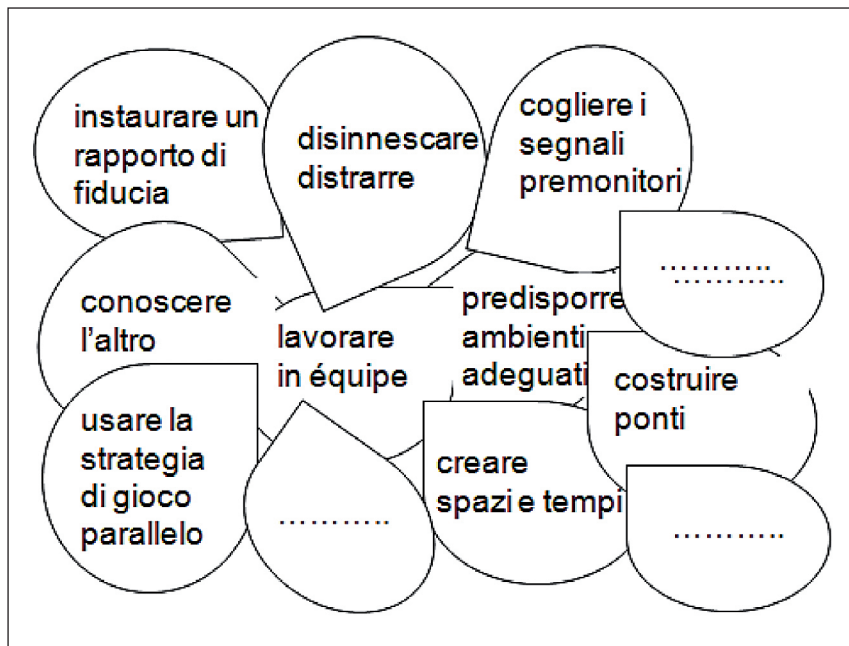 instaurare un
rapporto di
fiducia
disinnescare
distrarre
cogliere i
segnali
premonitori
…………..
…………..
conoscere
l’altro
lavorare
in équipe
predisporre
ambienti
adeguati
costruire
ponti
usare la
strategia
di gioco
parallelo
…………..
creare
spazi e tempi
…………..